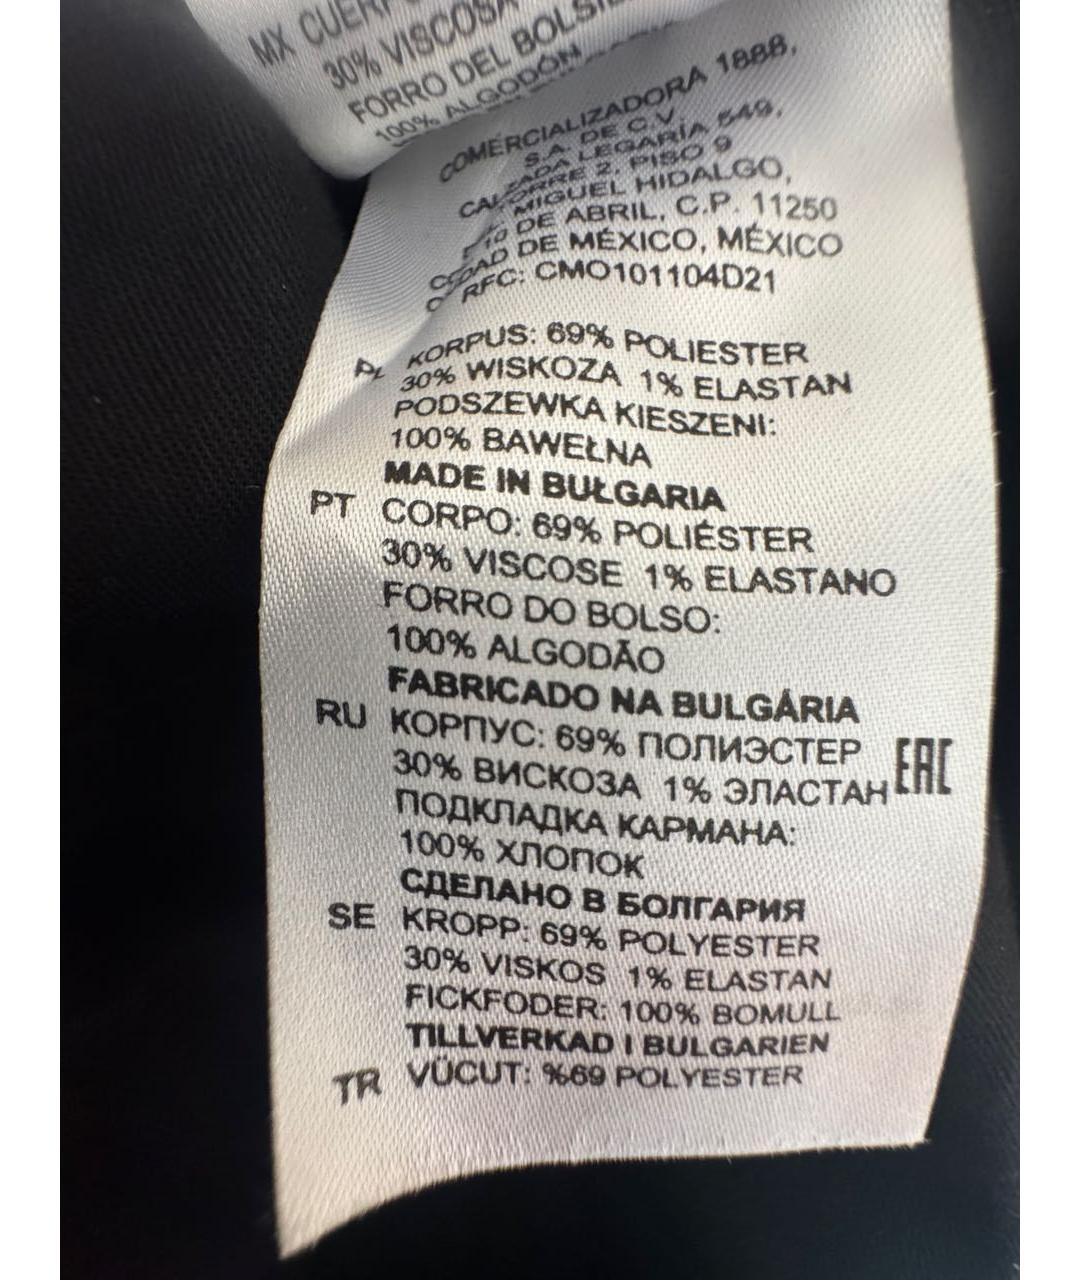 MX CUERPO
30% VISCOSA
FORRO DEL
100% ALGODÓN
COMERCIALIZADORA 1888,
S.A. DE C.V.
LEGARÍA 549,
2, PISO 9
MIGUEL HIDALGO,
10 DE ABRIL, C.P. 11250
DE MÉXICO, MÉXICO
RFC: CMO101104D21
PL KORPUS: 69% POLIESTER
30% WISKOZA 1% ELASTAN
PODSZEWKA KIESZENI:
100% BAWEŁNA
MADE IN BUŁGARIA
PT CORPO: 69% POLIÉSTER
30% VISCOSE 1% ELASTANO
FORRO DO BOLSO:
100% ALGODÃO
FABRICADO NA BULGÁRIA
RU КОРПУС: 69% ПОЛИЭСТЕР
30% ВИСКОЗА 1% ЭЛАСТАН EAC
ПОДКЛАДКА КАРМАНА:
100% ХЛОПОК
СДЕЛАНО В БОЛГАРИЯ
SE KROPP: 69% POLYESTER
30% VISKOS 1% ELASTAN
FICKFODER: 100% BOMULL
TILLVERKAD I BULGARIEN
TR VÜCUT: %69 POLYESTER